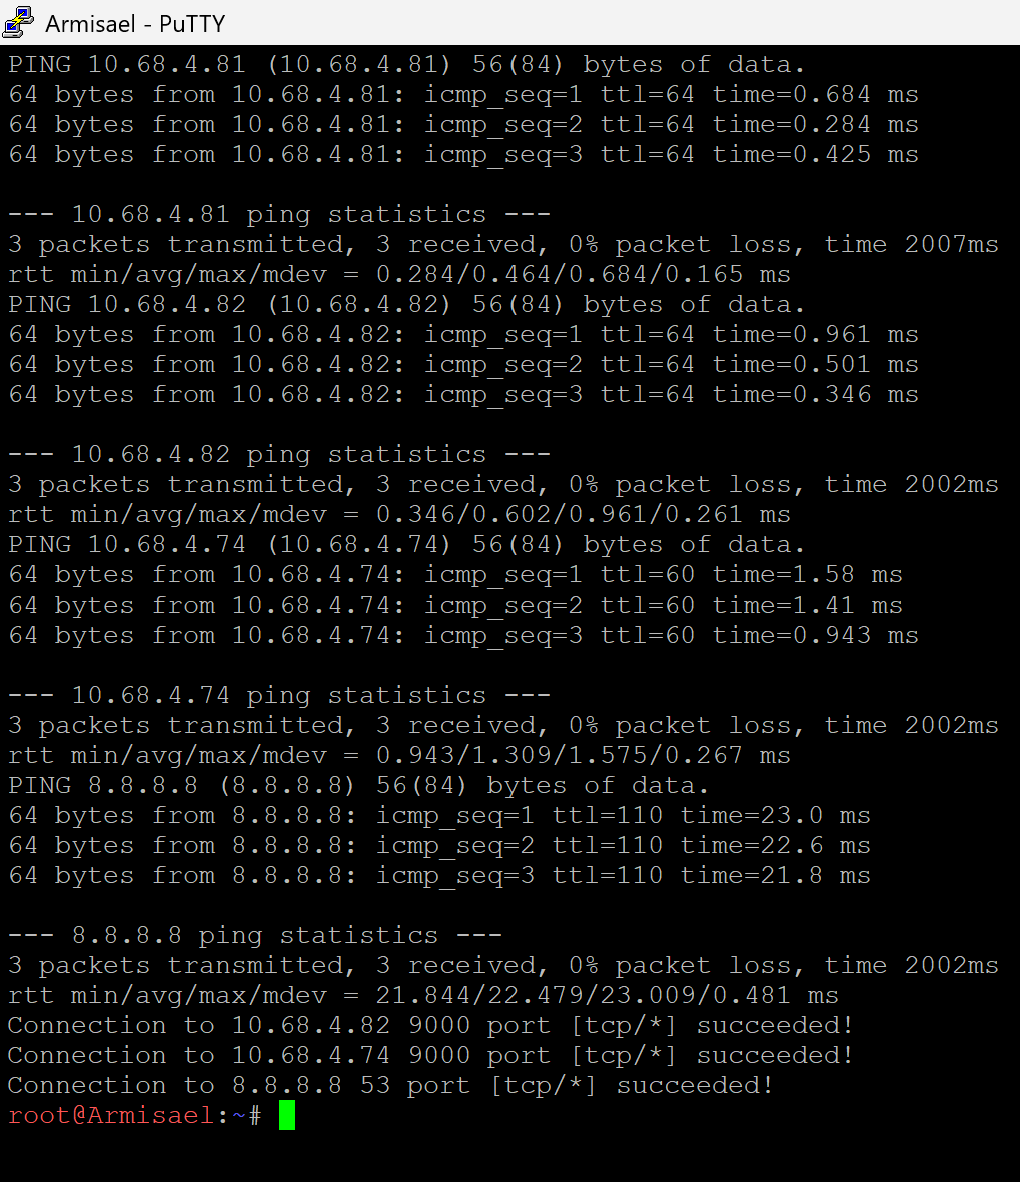 Armisael - PuTTY
PING 10.68.4.81 (10.68.4.81) 56(84) bytes of data.
64 bytes from 10.68.4.81: icmp_seq=1 ttl=64 time=0.684 ms
64 bytes from 10.68.4.81: icmp_seq=2 ttl=64 time=0.284 ms
64 bytes from 10.68.4.81: icmp_seq=3 ttl=64 time=0.425 ms

--- 10.68.4.81 ping statistics ---
3 packets transmitted, 3 received, 0% packet loss, time 2007ms
rtt min/avg/max/mdev = 0.284/0.464/0.684/0.165 ms
PING 10.68.4.82 (10.68.4.82) 56(84) bytes of data.
64 bytes from 10.68.4.82: icmp_seq=1 ttl=64 time=0.961 ms
64 bytes from 10.68.4.82: icmp_seq=2 ttl=64 time=0.501 ms
64 bytes from 10.68.4.82: icmp_seq=3 ttl=64 time=0.346 ms

--- 10.68.4.82 ping statistics ---
3 packets transmitted, 3 received, 0% packet loss, time 2002ms
rtt min/avg/max/mdev = 0.346/0.602/0.961/0.261 ms
PING 10.68.4.74 (10.68.4.74) 56(84) bytes of data.
64 bytes from 10.68.4.74: icmp_seq=1 ttl=60 time=1.58 ms
64 bytes from 10.68.4.74: icmp_seq=2 ttl=60 time=1.41 ms
64 bytes from 10.68.4.74: icmp_seq=3 ttl=60 time=0.943 ms

--- 10.68.4.74 ping statistics ---
3 packets transmitted, 3 received, 0% packet loss, time 2002ms
rtt min/avg/max/mdev = 0.943/1.309/1.575/0.267 ms
PING 8.8.8.8 (8.8.8.8) 56(84) bytes of data.
64 bytes from 8.8.8.8: icmp_seq=1 ttl=110 time=23.0 ms
64 bytes from 8.8.8.8: icmp_seq=2 ttl=110 time=22.6 ms
64 bytes from 8.8.8.8: icmp_seq=3 ttl=110 time=21.8 ms

--- 8.8.8.8 ping statistics ---
3 packets transmitted, 3 received, 0% packet loss, time 2002ms
rtt min/avg/max/mdev = 21.844/22.479/23.009/0.481 ms
Connection to 10.68.4.82 9000 port [tcp/*] succeeded!
Connection to 10.68.4.74 9000 port [tcp/*] succeeded!
Connection to 8.8.8.8 53 port [tcp/*] succeeded!
root@Armisael:~#